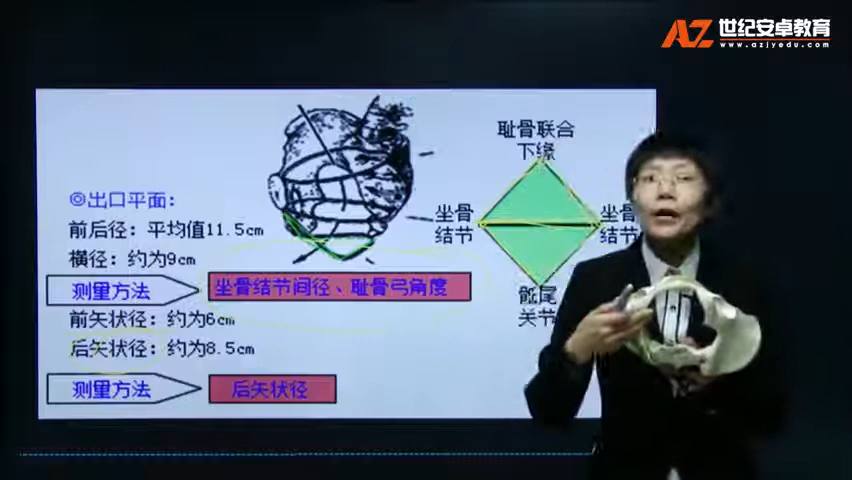 AZ 世纪安卓教育
www.azjyedu.com
耻骨联合
下缘
◎出口平面：
坐骨
结节
坐骨
结节
前后径：平均值11.5cm
横径：约为9cm
测量方法
坐骨结节间径、耻骨弓角度
骶尾
关节
前矢状径：约为6cm
后矢状径：约为8.5cm
测量方法
后矢状径